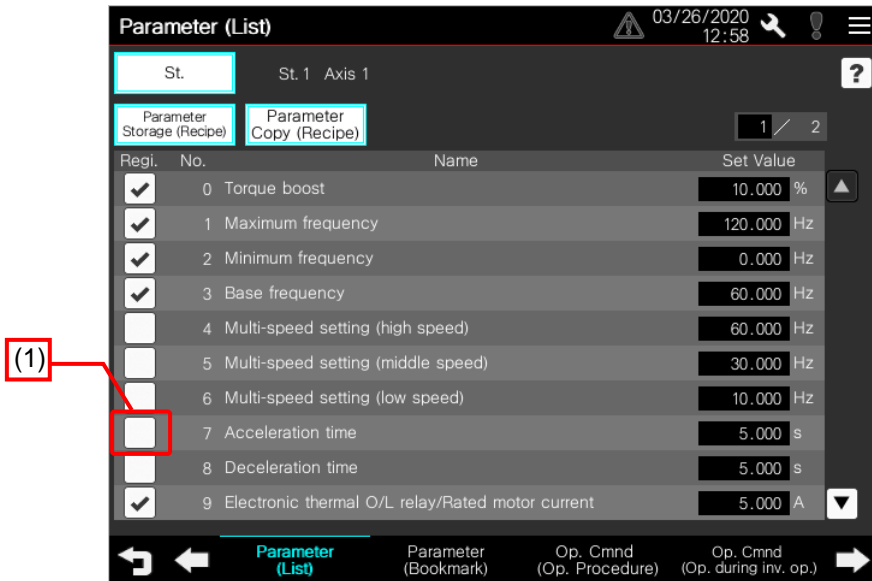 Parameter (List)
03/26/2020
12:58
St.
St. 1 Axis 1
?
Parameter
Storage (Recipe)
Parameter
Copy (Recipe)
1 / 2
Regi. No. Name Set Value
0 Torque boost 10.000 %
1 Maximum frequency 120.000 Hz
2 Minimum frequency 0.000 Hz
3 Base frequency 60.000 Hz
4 Multi-speed setting (high speed) 60.000 Hz
(1)
5 Multi-speed setting (middle speed) 30.000 Hz
6 Multi-speed setting (low speed) 10.000 Hz
7 Acceleration time 5.000 s
8 Deceleration time 5.000 s
9 Electronic thermal O/L relay/Rated motor current 5.000 A
Parameter
(List)
Parameter
(Bookmark)
Op. Cmnd
(Op. Procedure)
Op. Cmnd
(Op. during inv. op.)